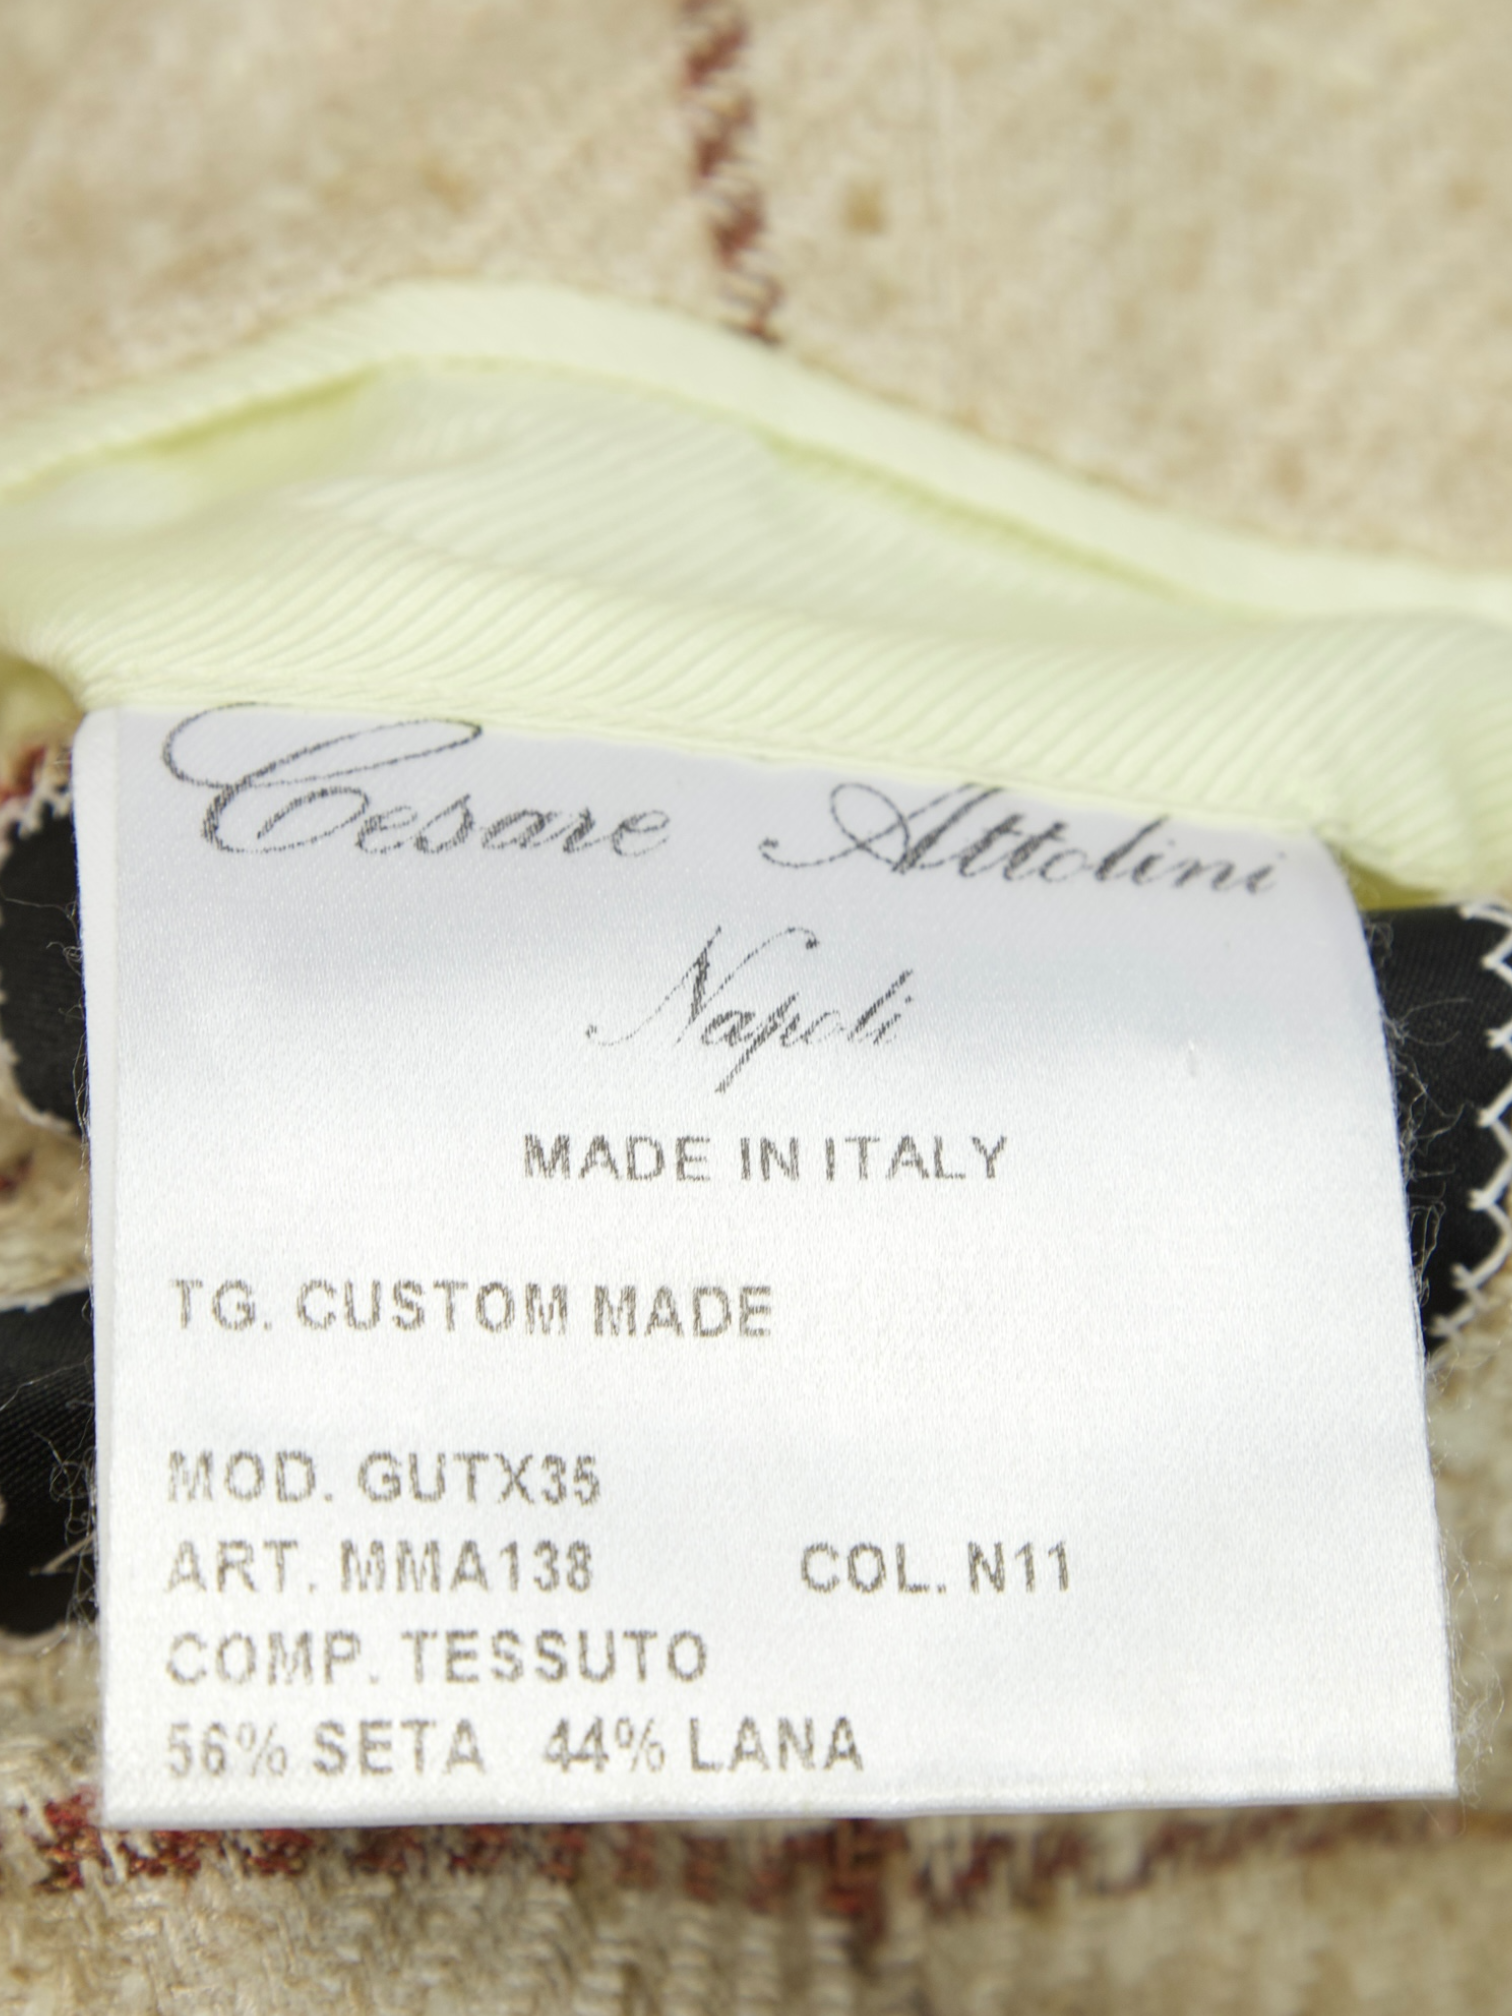 Cesare Attolini
Napoli
MADE IN ITALY
TG. CUSTOM MADE
MOD. GUTX35
ART. MMA138 COL. N11
COMP. TESSUTO
56% SETA 44% LANA